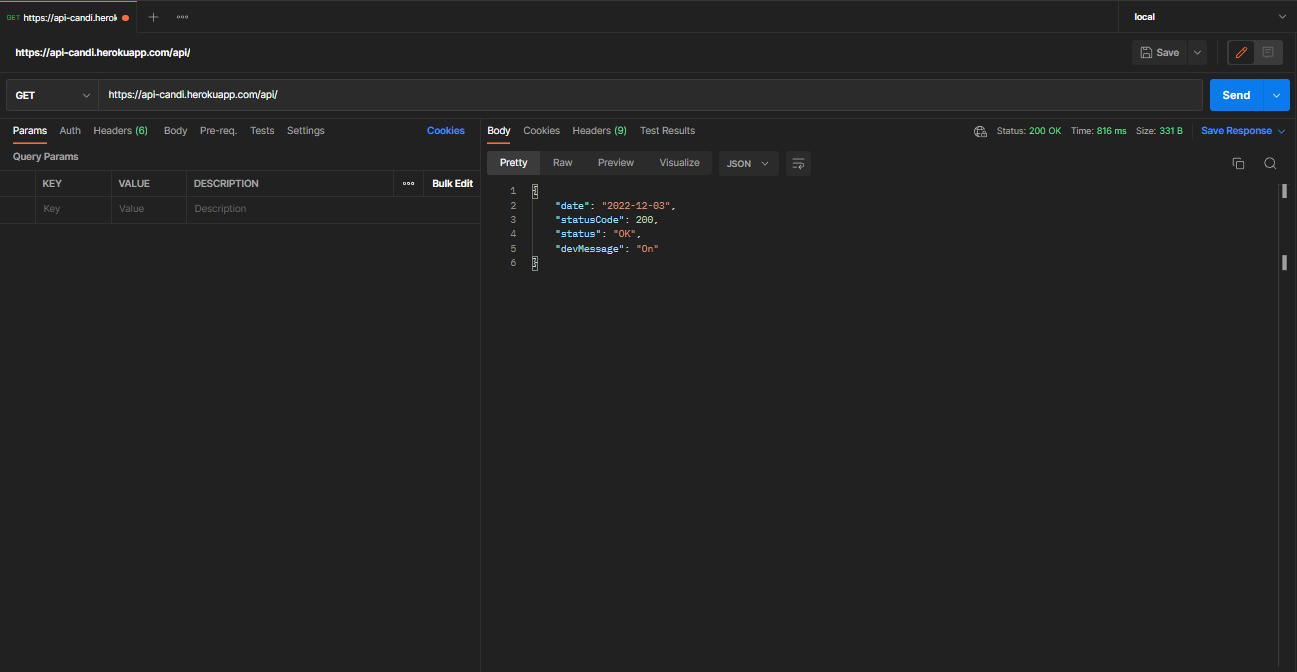 GET https://api-candi.herok
local
https://api-candi.herokuapp.com/api/
Save
GET https://api-candi.herokuapp.com/api/
Send
Params Auth Headers (6) Body Pre-req. Tests Settings Cookies
Body Cookies Headers (9) Test Results Status: 200 OK Time: 816 ms Size: 331 B Save Response
Query Params
Pretty Raw Preview Visualize JSON
KEY VALUE DESCRIPTION Bulk Edit
Key Value Description
1 {
2 "date": "2022-12-03",
3 "statusCode": 200,
4 "status": "OK",
5 "devMessage": "On"
6 }